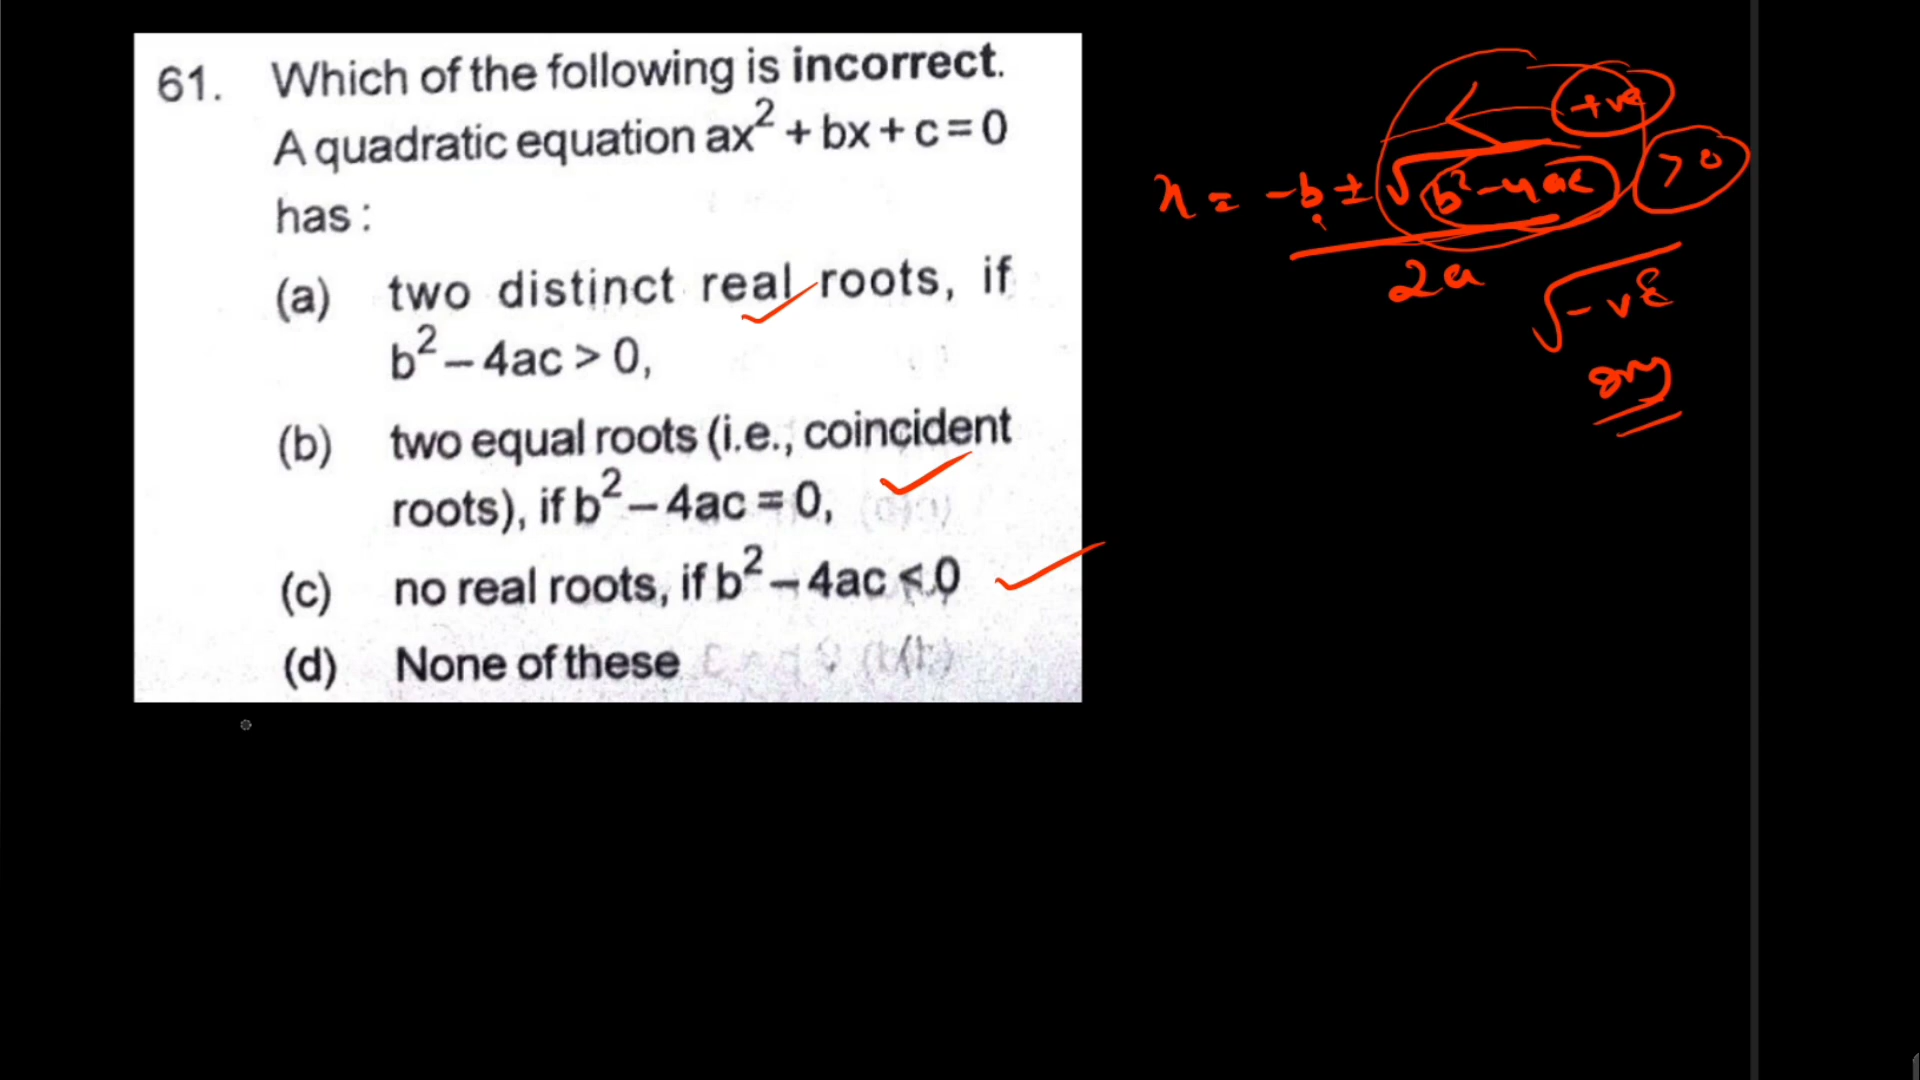 61. Which of the following is incorrect.
A quadratic equation ax² + bx + c = 0
has :
(a) two distinct real roots, if
b² – 4ac > 0,
(b) two equal roots (i.e., coincident
roots), if b² – 4ac = 0,
(c) no real roots, if b² – 4ac < 0
(d) None of these
+ve
x = -b ± √b²-4ac > 0
2a
√-ve